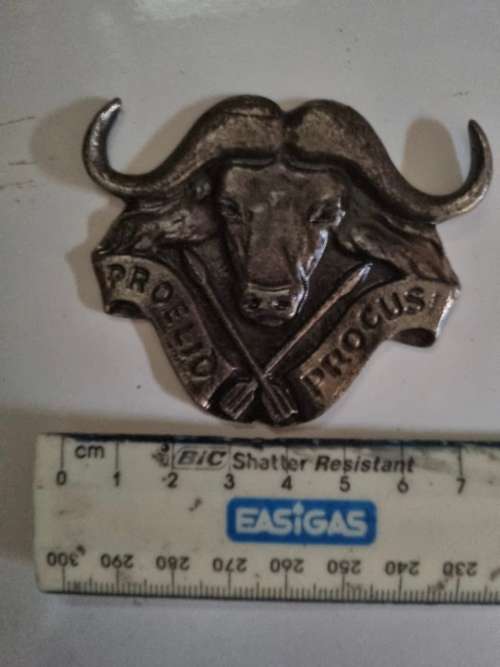 PROELIO PROCUS
cm BIC Shatter Resistant
0 1 2 3 4 5 6 7
EASIGAS
300 290 280 270 260 250 240 230